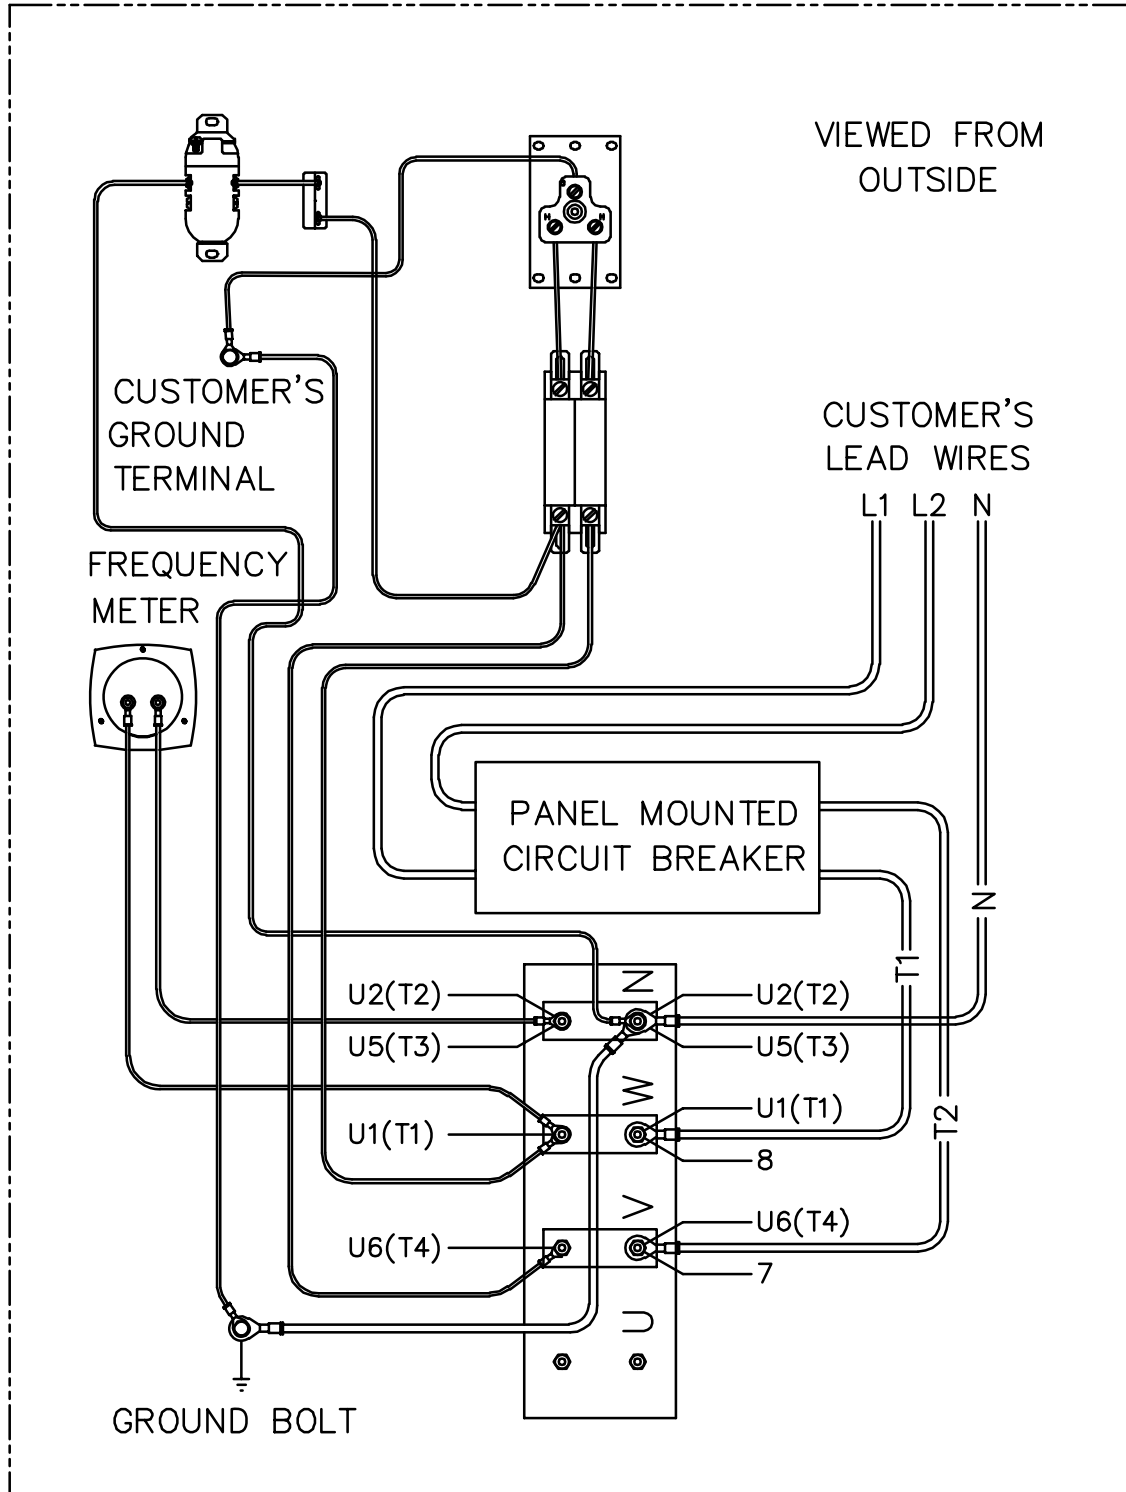 VIEWED FROM
OUTSIDE
H
H
CUSTOMER'S
GROUND
TERMINAL
CUSTOMER'S
LEAD WIRES
L1 L2 N
FREQUENCY
METER
PANEL MOUNTED
CIRCUIT BREAKER
N
T1
N
U2(T2)
U5(T3)
U2(T2)
U5(T3)
W
U1(T1)
U1(T1)
8
T2
V
U6(T4)
U6(T4)
7
U
GROUND BOLT